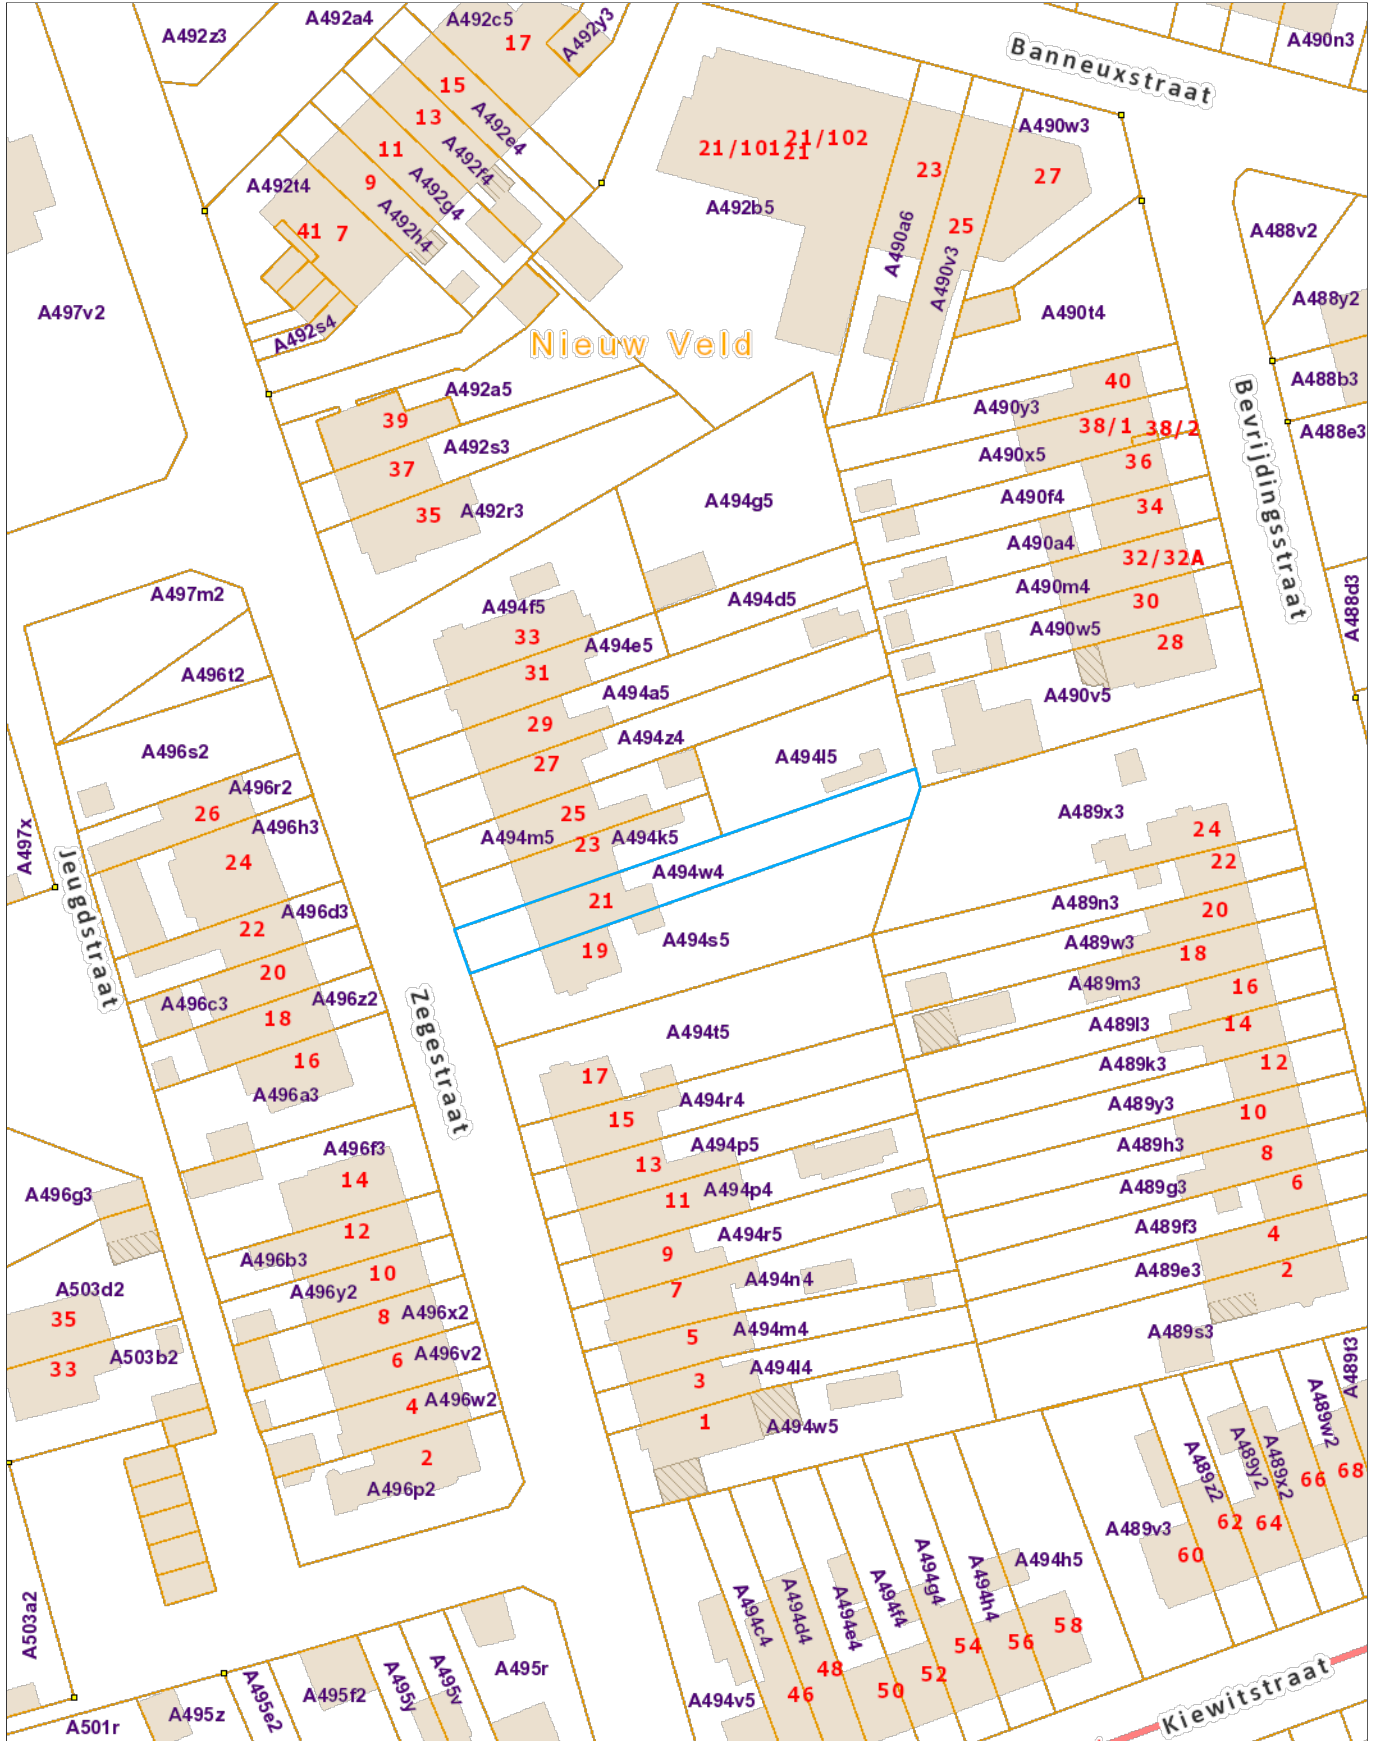 A492z3
A492a4
A492c5
17
A492y3
A490n3
Banneuxstraat
15
A492e4
13
A492f4
11
A492g4
9
A492h4
A492t4
41
7
A492s4
21/101
21
21/102
A492b5
23
A490a6
25
A490v3
A490w3
27
A488v2
A488y2
A488b3
A488e3
A497v2
Nieuw Veld
A490t4
Bevrijdingsstraat
A492a5
39
A492s3
37
A492r3
35
40
A490y3
38/1
38/2
A490x5
36
A490f4
34
A490a4
32/32A
A490m4
30
A490w5
28
A490v5
A488d3
A494g5
A494d5
A494f5
33
A494e5
31
A494a5
29
A494z4
27
A494l5
25
A494m5
23
A494k5
A494w4
21
19
A494s5
A497m2
A496t2
A496s2
A496r2
26
A496h3
24
A497x
Jeugdstraat
A496d3
22
20
A496c3
A496z2
18
16
A496a3
Zegestraat
A489x3
24
22
A489n3
20
A489w3
18
A489m3
16
A489l3
14
A489k3
12
A489y3
10
A489h3
8
A489g3
6
A489f3
4
A489e3
2
A489s3
A489t3
A494t5
17
A494r4
15
A494p5
13
A494p4
11
A494r5
9
A494n4
7
A494m4
5
A494l4
3
A494w5
1
A496f3
14
12
A496b3
10
A496y2
8
A496x2
6
A496v2
4
A496w2
2
A496p2
A496g3
A503d2
35
A503b2
33
A503a2
A501r
A495z
A495e2
A495f2
A495y
A495v
A495r
A494v5
A494c4
A494d4
A494e4
A494f4
A494g4
A494h4
A494h5
46
48
50
52
54
56
58
A489v3
60
A489z2
62
A489y2
64
A489x2
66
A489w2
68
Kiewitstraat